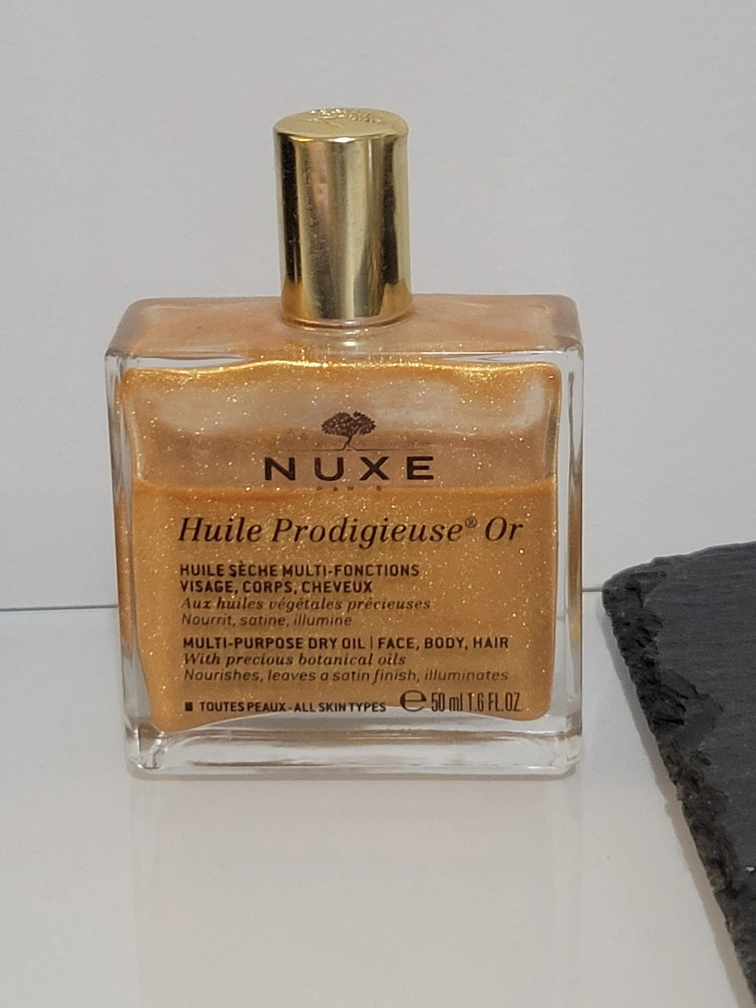 NUXE
PARIS
Huile Prodigieuse® Or
HUILE SÈCHE MULTI-FONCTIONS
VISAGE, CORPS, CHEVEUX
Aux huiles végétales précieuses
Nourrit, satine, illumine
MULTI-PURPOSE DRY OIL | FACE, BODY, HAIR
With precious botanical oils
Nourishes, leaves a satin finish, illuminates
■ TOUTES PEAUX - ALL SKIN TYPES ℮ 50 ml 1.6 FL.OZ.